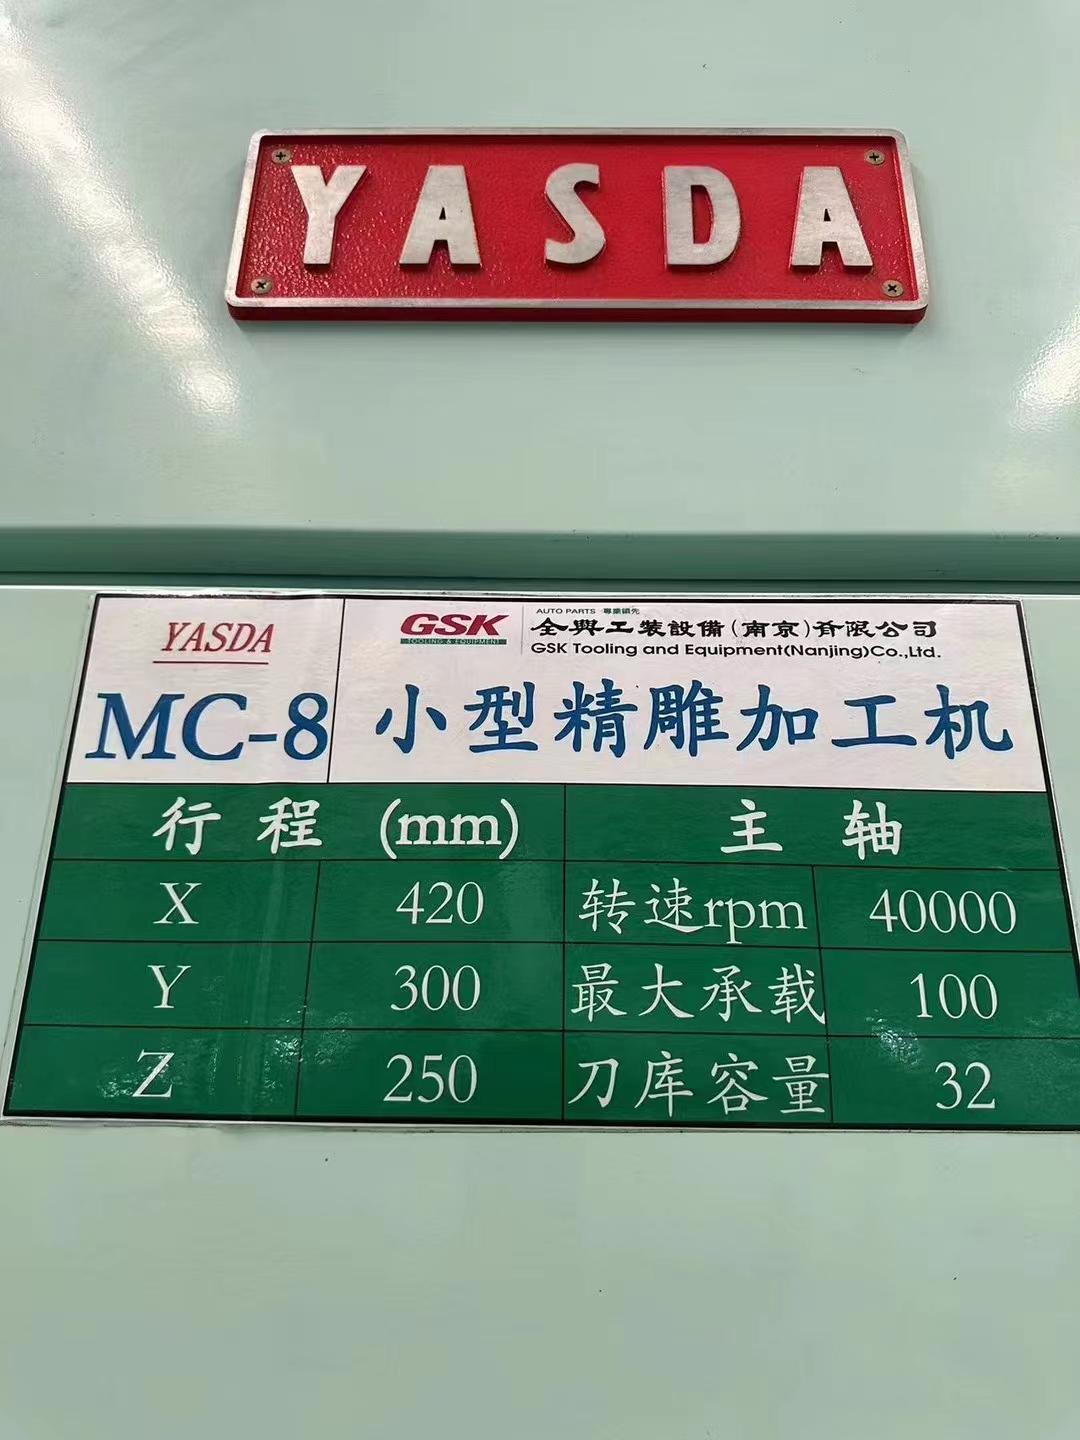 YASDA
YASDA
GSK
TOOLING & EQUIPMENT
AUTO PARTS 專業領先
全興工装設備(南京)有限公司
GSK Tooling and Equipment(Nanjing)Co.,Ltd.
MC-8
小型精雕加工机
行程 (mm)
主轴
X 420 转速rpm 40000
Y 300 最大承载 100
Z 250 刀库容量 32